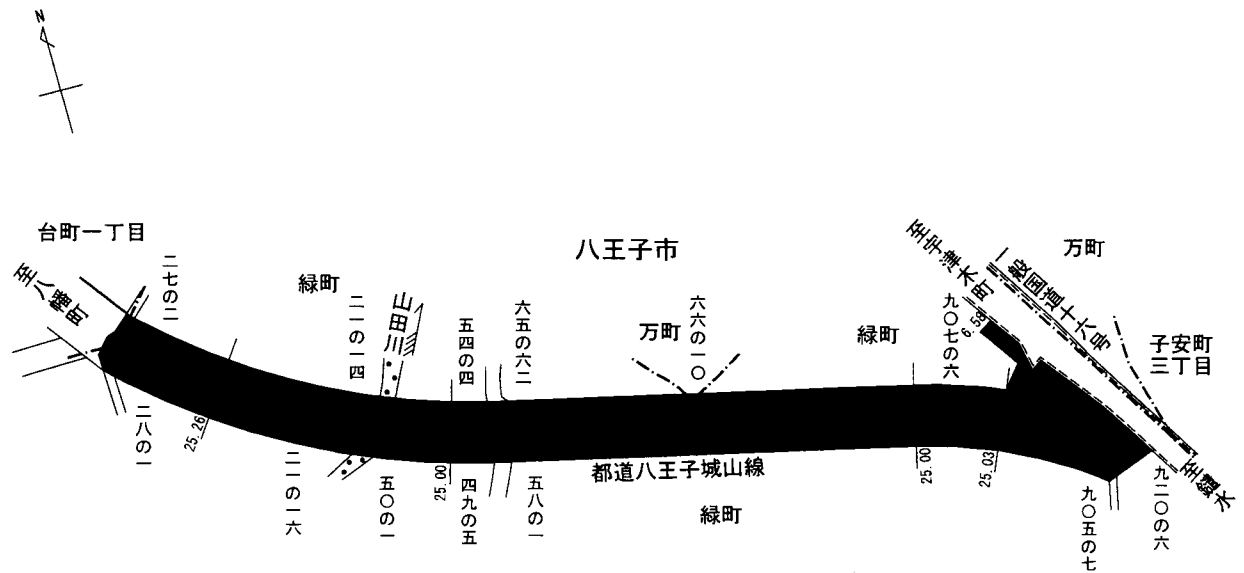 N
台町一丁目
至八幡町
二七の二
緑町
二一の一四
山田川
五四の四
六五の六二
八王子市
万町
六六の一〇
緑町
九〇七の六
6.58
至宇津木町
一般国道十六号
万町
子安町
三丁目
二八の一
25.26
二一の一六
五〇の一
25.00
四九の五
五八の一
都道八王子城山線
緑町
25.00
25.03
九〇五の七
九二〇の六
至鑓水